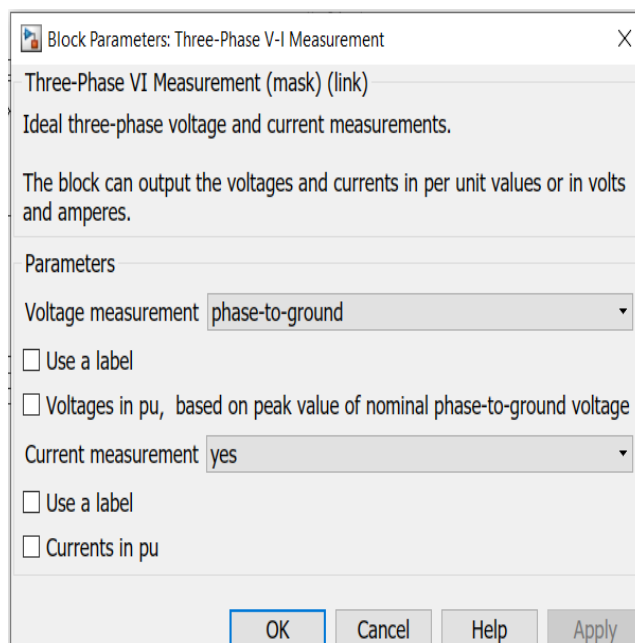 Block Parameters: Three-Phase V-I Measurement
Three-Phase VI Measurement (mask) (link)
Ideal three-phase voltage and current measurements.
The block can output the voltages and currents in per unit values or in volts
and amperes.
Parameters
Voltage measurement phase-to-ground
Use a label
Voltages in pu, based on peak value of nominal phase-to-ground voltage
Current measurement yes
Use a label
Currents in pu
OK Cancel Help Apply